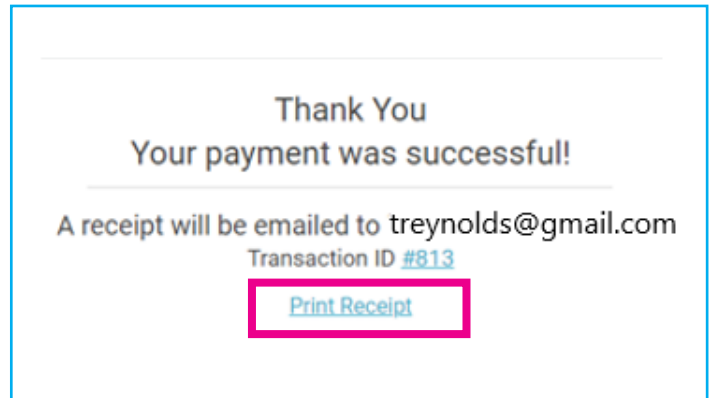 Thank You
Your payment was successful!
A receipt will be emailed to treynolds@gmail.com
Transaction ID #813
Print Receipt